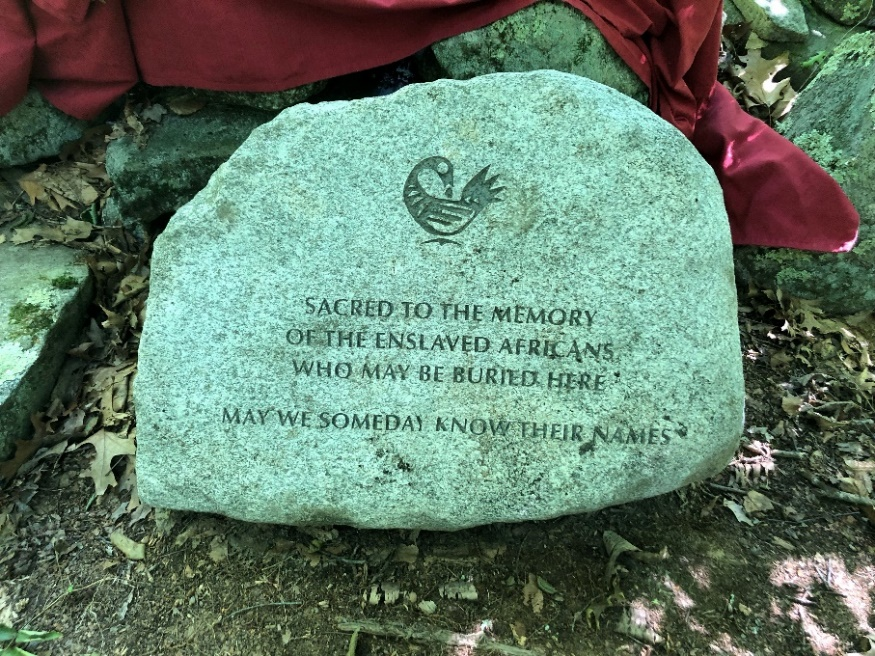 SACRED TO THE MEMORY
OF THE ENSLAVED AFRICANS
WHO MAY BE BURIED HERE
MAY WE SOMEDAY KNOW THEIR NAMES